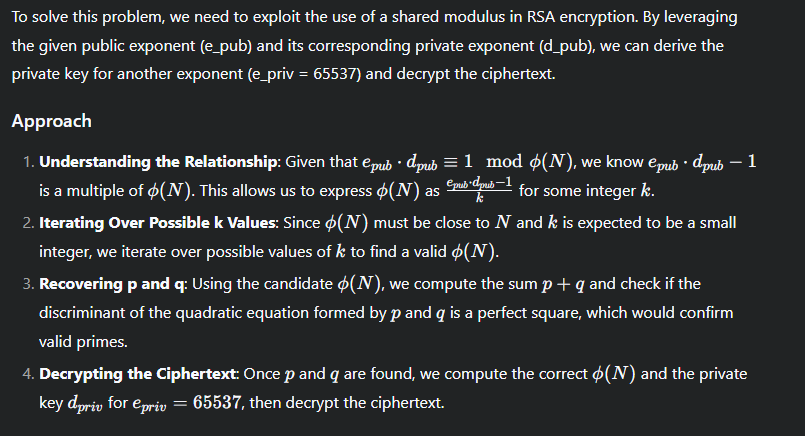 To solve this problem, we need to exploit the use of a shared modulus in RSA encryption. By leveraging
the given public exponent (e_pub) and its corresponding private exponent (d_pub), we can derive the
private key for another exponent (e_priv = 65537) and decrypt the ciphertext.
Approach
1. Understanding the Relationship: Given that e_pub · d_pub ≡ 1 mod ϕ(N), we know e_pub · d_pub − 1
is a multiple of ϕ(N). This allows us to express ϕ(N) as (e_pub·d_pub−1)/k for some integer k.
2. Iterating Over Possible k Values: Since ϕ(N) must be close to N and k is expected to be a small
integer, we iterate over possible values of k to find a valid ϕ(N).
3. Recovering p and q: Using the candidate ϕ(N), we compute the sum p + q and check if the
discriminant of the quadratic equation formed by p and q is a perfect square, which would confirm
valid primes.
4. Decrypting the Ciphertext: Once p and q are found, we compute the correct ϕ(N) and the private
key d_priv for e_priv = 65537, then decrypt the ciphertext.